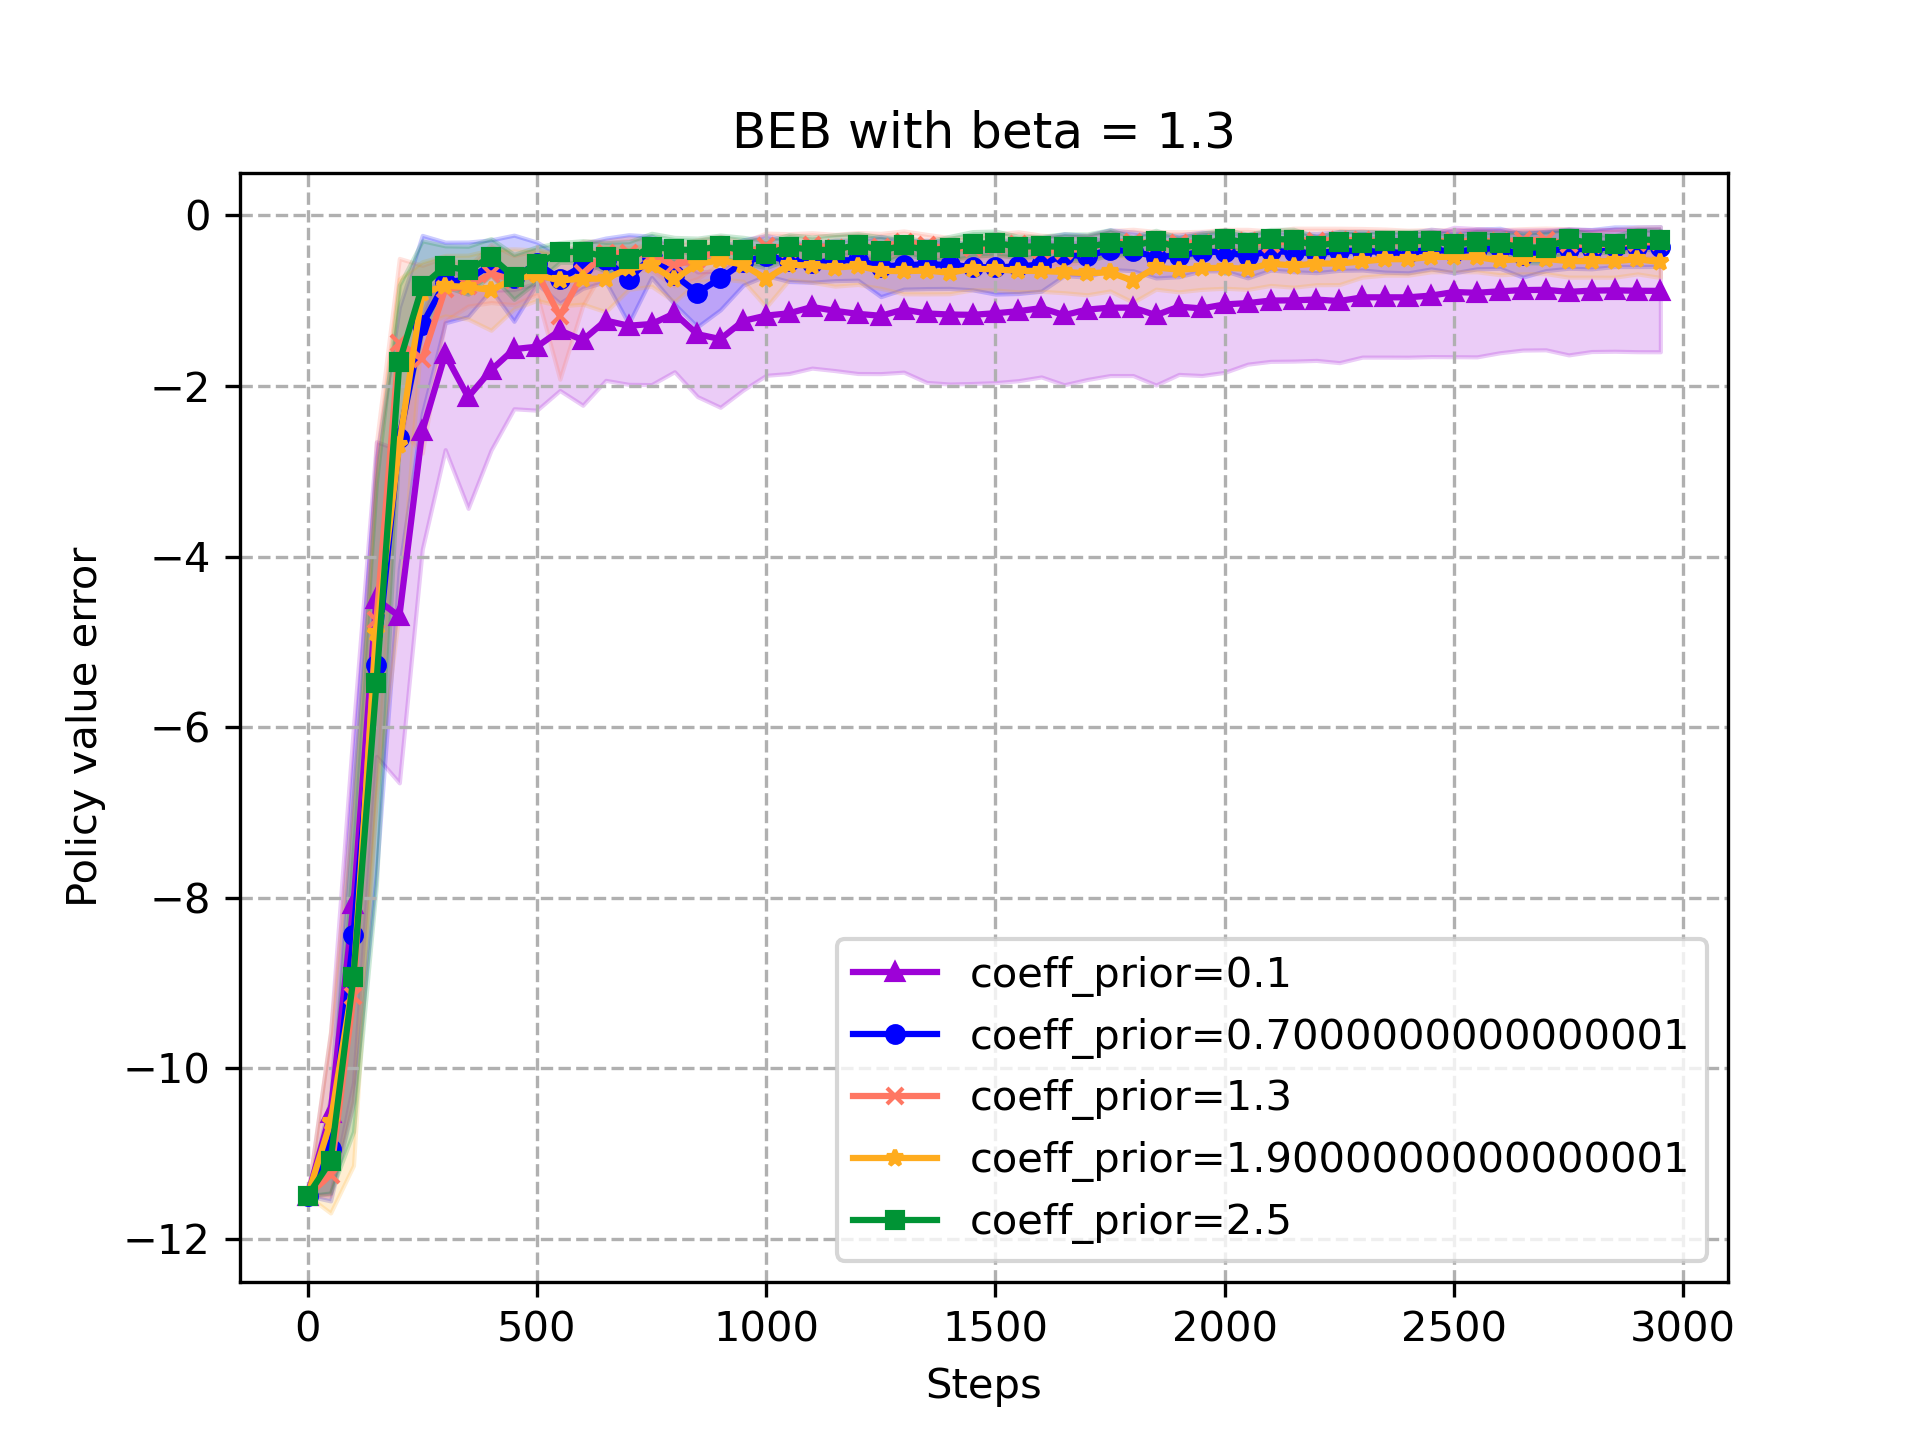 BEB with beta = 1.3
Policy value error
0
−2
−4
−6
−8
−10
−12
coeff_prior=0.1
coeff_prior=0.7000000000000001
coeff_prior=1.3
coeff_prior=1.9000000000000001
coeff_prior=2.5
0 500 1000 1500 2000 2500 3000
Steps